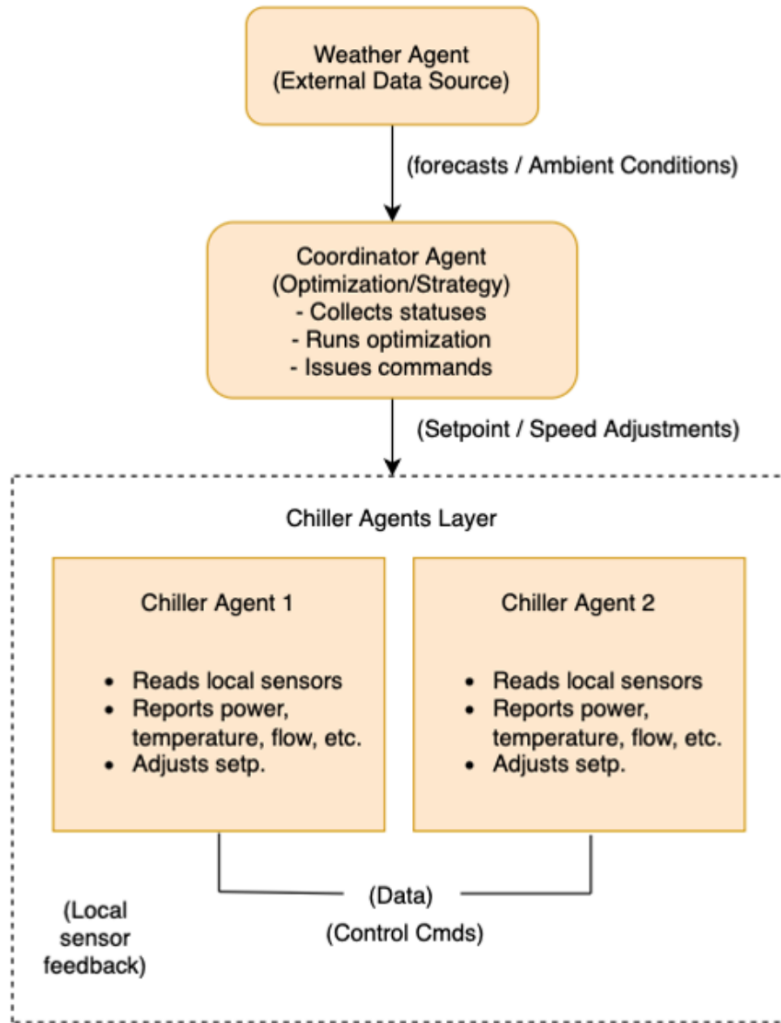 Weather Agent
(External Data Source)
(forecasts / Ambient Conditions)
Coordinator Agent
(Optimization/Strategy)
- Collects statuses
- Runs optimization
- Issues commands
(Setpoint / Speed Adjustments)
Chiller Agents Layer
Chiller Agent 1
• Reads local sensors
• Reports power,
temperature, flow, etc.
• Adjusts setp.
Chiller Agent 2
• Reads local sensors
• Reports power,
temperature, flow, etc.
• Adjusts setp.
(Data)
(Control Cmds)
(Local
sensor
feedback)